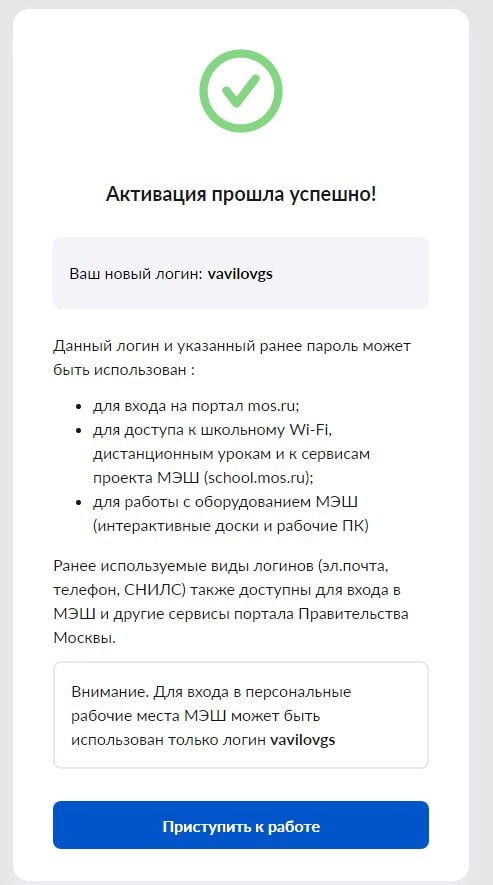 Активация прошла успешно!
Ваш новый логин: vavilovgs
Данный логин и указанный ранее пароль может
быть использован :
• для входа на портал mos.ru;
• для доступа к школьному Wi-Fi,
дистанционным урокам и к сервисам
проекта МЭШ (school.mos.ru);
• для работы с оборудованием МЭШ
(интерактивные доски и рабочие ПК)
Ранее используемые виды логинов (эл.почта,
телефон, СНИЛС) также доступны для входа в
МЭШ и другие сервисы портала Правительства
Москвы.
Внимание. Для входа в персональные
рабочие места МЭШ может быть
использован только логин vavilovgs
Приступить к работе